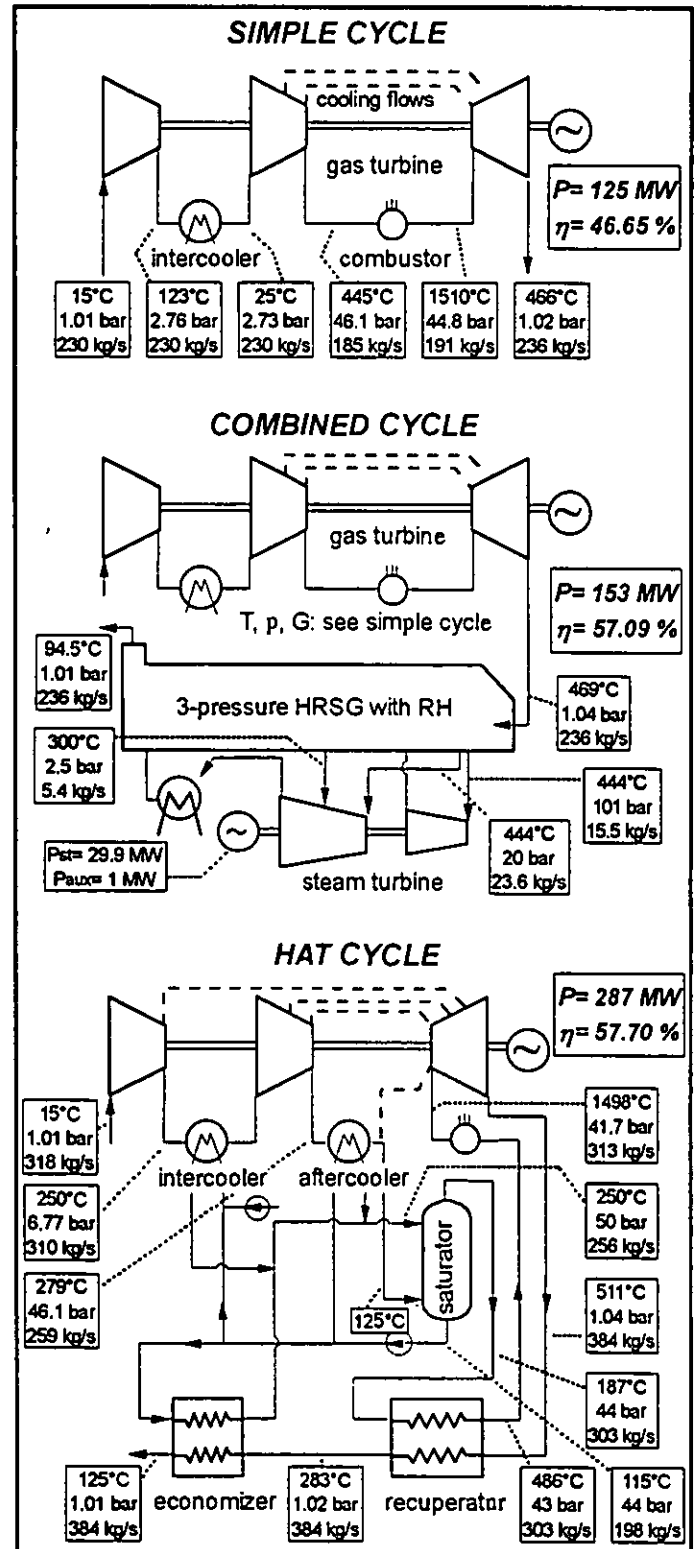 SIMPLE CYCLE
cooling flows
gas turbine
P= 125 MW
η= 46.65 %
intercooler
combustor
15°C
1.01 bar
230 kg/s
123°C
2.76 bar
230 kg/s
25°C
2.73 bar
230 kg/s
445°C
46.1 bar
185 kg/s
1510°C
44.8 bar
191 kg/s
466°C
1.02 bar
236 kg/s
COMBINED CYCLE
gas turbine
P= 153 MW
η= 57.09 %
T, p, G: see simple cycle
94.5°C
1.01 bar
236 kg/s
3-pressure HRSG with RH
469°C
1.04 bar
236 kg/s
300°C
2.5 bar
5.4 kg/s
444°C
101 bar
15.5 kg/s
444°C
20 bar
23.6 kg/s
Pst= 29.9 MW
Paux= 1 MW
steam turbine
HAT CYCLE
P= 287 MW
η= 57.70 %
15°C
1.01 bar
318 kg/s
intercooler
aftercooler
1498°C
41.7 bar
313 kg/s
250°C
6.77 bar
310 kg/s
250°C
50 bar
256 kg/s
279°C
46.1 bar
259 kg/s
saturator
125°C
511°C
1.04 bar
384 kg/s
187°C
44 bar
303 kg/s
125°C
1.01 bar
384 kg/s
economizer
283°C
1.02 bar
384 kg/s
recuperator
486°C
43 bar
303 kg/s
115°C
44 bar
198 kg/s